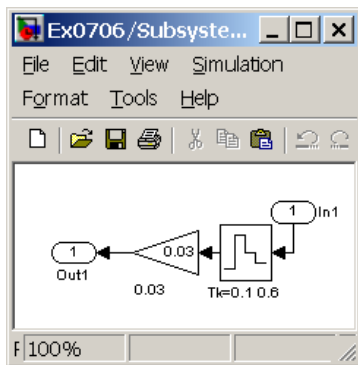 Ex0706/Subsyste...
File Edit View Simulation
Format Tools Help
1 In1
1 0.03
Out1
0.03 Tk=0.1 0.6
F 100%